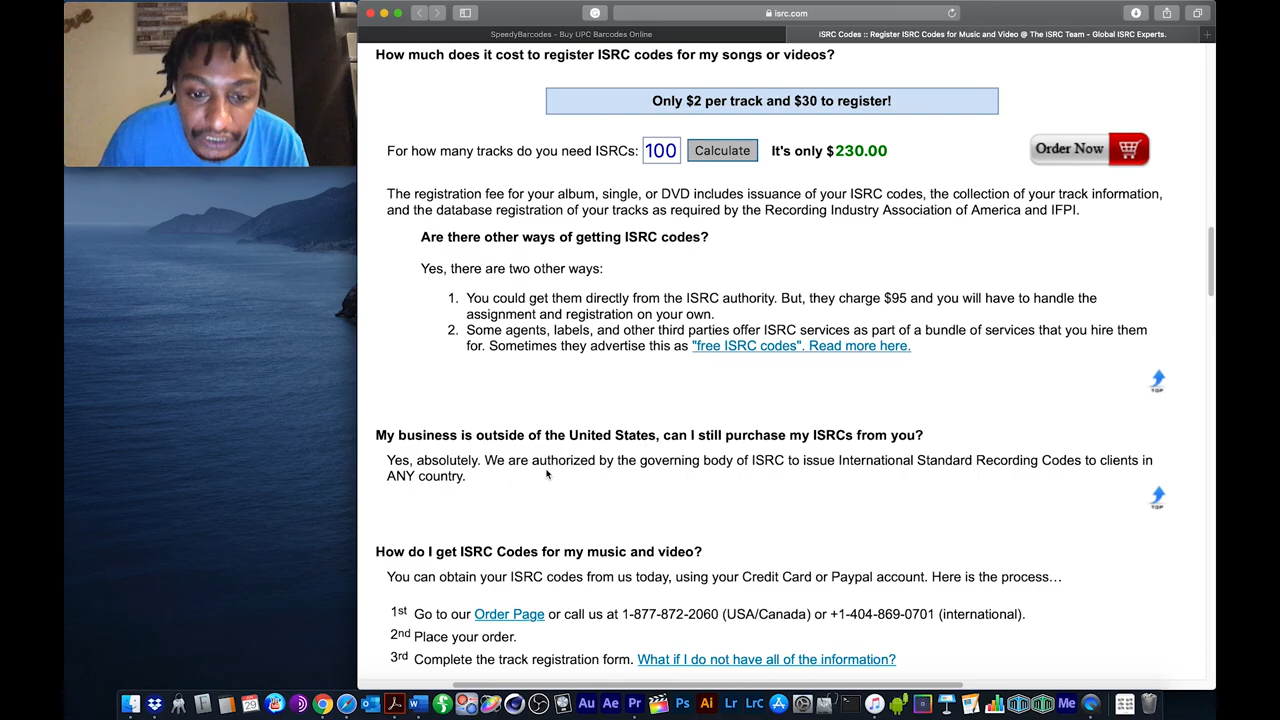 isrc.com
SpeedyBarcodes - Buy UPC Barcodes Online
ISRC Codes :: Register ISRC Codes for Music and Video @ The ISRC Team - Global ISRC Experts.
How much does it cost to register ISRC codes for my songs or videos?
Only $2 per track and $30 to register!
For how many tracks do you need ISRCs: 100 Calculate It's only $230.00 Order Now
The registration fee for your album, single, or DVD includes issuance of your ISRC codes, the collection of your track information,
and the database registration of your tracks as required by the Recording Industry Association of America and IFPI.
Are there other ways of getting ISRC codes?
Yes, there are two other ways:
1. You could get them directly from the ISRC authority. But, they charge $95 and you will have to handle the
assignment and registration on your own.
2. Some agents, labels, and other third parties offer ISRC services as part of a bundle of services that you hire them
for. Sometimes they advertise this as "free ISRC codes". Read more here.
TOP
My business is outside of the United States, can I still purchase my ISRCs from you?
Yes, absolutely. We are authorized by the governing body of ISRC to issue International Standard Recording Codes to clients in
ANY country.
TOP
How do I get ISRC Codes for my music and video?
You can obtain your ISRC codes from us today, using your Credit Card or Paypal account. Here is the process…
1st Go to our Order Page or call us at 1-877-872-2060 (USA/Canada) or +1-404-869-0701 (international).
2nd Place your order.
3rd Complete the track registration form. What if I do not have all of the information?
29 Au Ae Pr Ps Ai Lr LrC Me